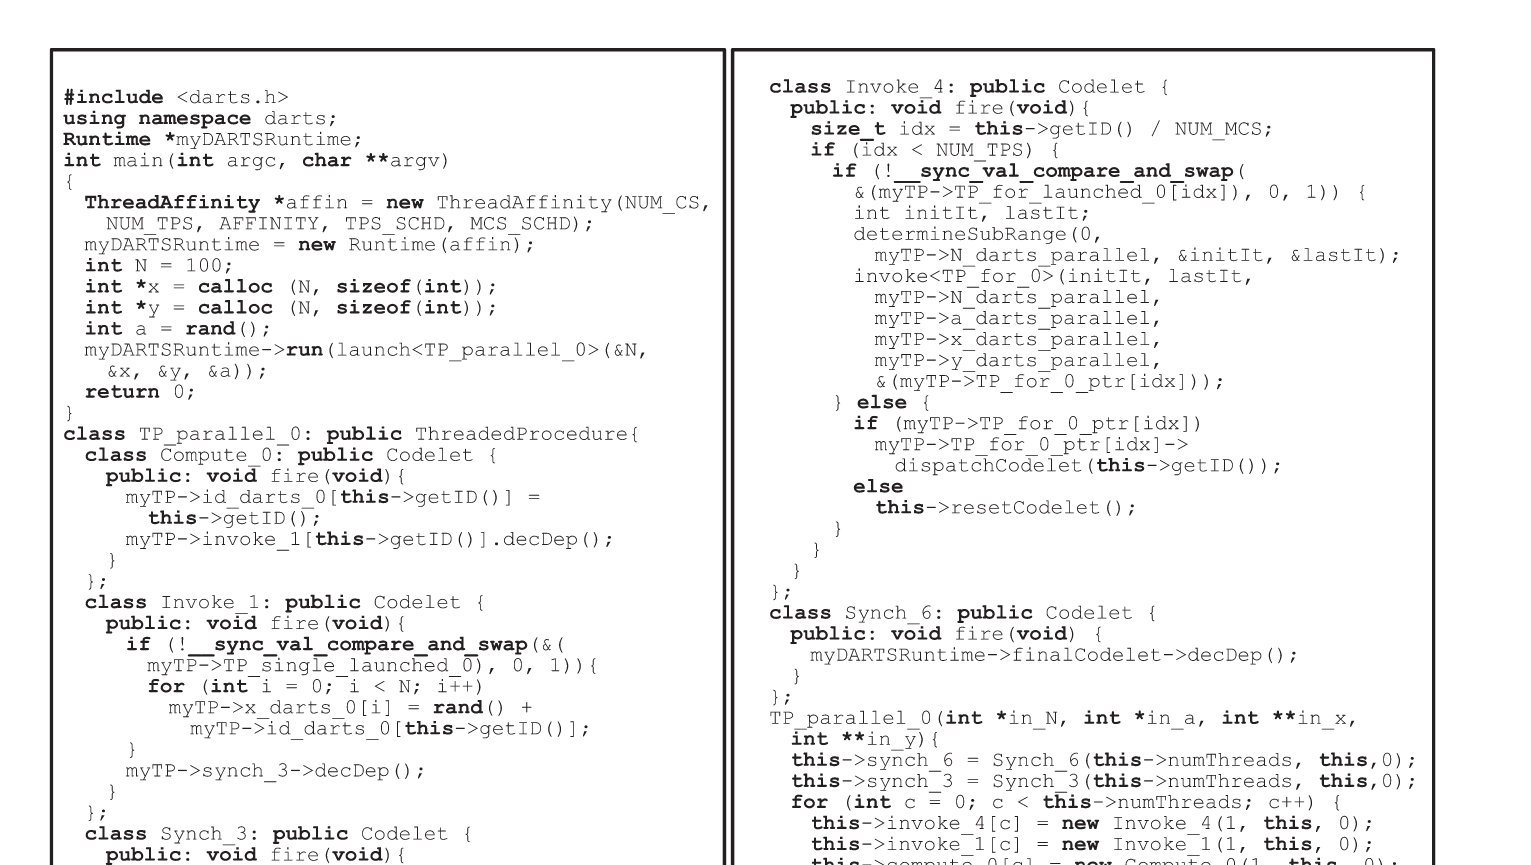 #include <darts.h>
using namespace darts;
Runtime *myDARTSRuntime;
int main(int argc, char **argv)
{
ThreadAffinity *affin = new ThreadAffinity(NUM_CS,
NUM_TPS, AFFINITY, TPS_SCHD, MCS_SCHD);
myDARTSRuntime = new Runtime(affin);
int N = 100;
int *x = calloc (N, sizeof(int));
int *y = calloc (N, sizeof(int));
int a = rand();
myDARTSRuntime->run(launch<TP_parallel_0>(&N,
&x, &y, &a));
return 0;
}
class TP_parallel_0: public ThreadedProcedure{
class Compute_0: public Codelet {
public: void fire(void){
myTP->id_darts_0[this->getID()] =
this->getID();
myTP->invoke_1[this->getID()].decDep();
}
};
class Invoke_1: public Codelet {
public: void fire(void){
if (!__sync_val_compare_and_swap(&(
myTP->TP_single_launched_0), 0, 1)){
for (int i = 0; i < N; i++)
myTP->x_darts_0[i] = rand() +
myTP->id_darts_0[this->getID()];
}
myTP->synch_3->decDep();
}
};
class Synch_3: public Codelet {
public: void fire(void){
class Invoke_4: public Codelet {
public: void fire(void){
size_t idx = this->getID() / NUM_MCS;
if (idx < NUM_TPS) {
if (!__sync_val_compare_and_swap(
&(myTP->TP_for_launched_0[idx]), 0, 1)) {
int initIt, lastIt;
determineSubRange(0,
myTP->N_darts_parallel, &initIt, &lastIt);
invoke<TP_for_0>(initIt, lastIt,
myTP->N_darts_parallel,
myTP->a_darts_parallel,
myTP->x_darts_parallel,
myTP->y_darts_parallel,
&(myTP->TP_for_0_ptr[idx]));
} else {
if (myTP->TP_for_0_ptr[idx])
myTP->TP_for_0_ptr[idx]->
dispatchCodelet(this->getID());
else
this->resetCodelet();
}
}
}
};
class Synch_6: public Codelet {
public: void fire(void) {
myDARTSRuntime->finalCodelet->decDep();
}
};
TP_parallel_0(int *in_N, int *in_a, int **in_x,
int **in_y){
this->synch_6 = Synch_6(this->numThreads, this,0);
this->synch_3 = Synch_3(this->numThreads, this,0);
for (int c = 0; c < this->numThreads; c++) {
this->invoke_4[c] = new Invoke_4(1, this, 0);
this->invoke_1[c] = new Invoke_1(1, this, 0);
this->compute_0[c] = new Compute_0(1, this, 0);